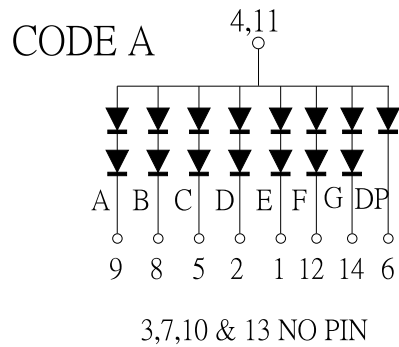 CODE A
4,11
A B C D E F G DP
9 8 5 2 1 12 14 6
3,7,10 & 13 NO PIN